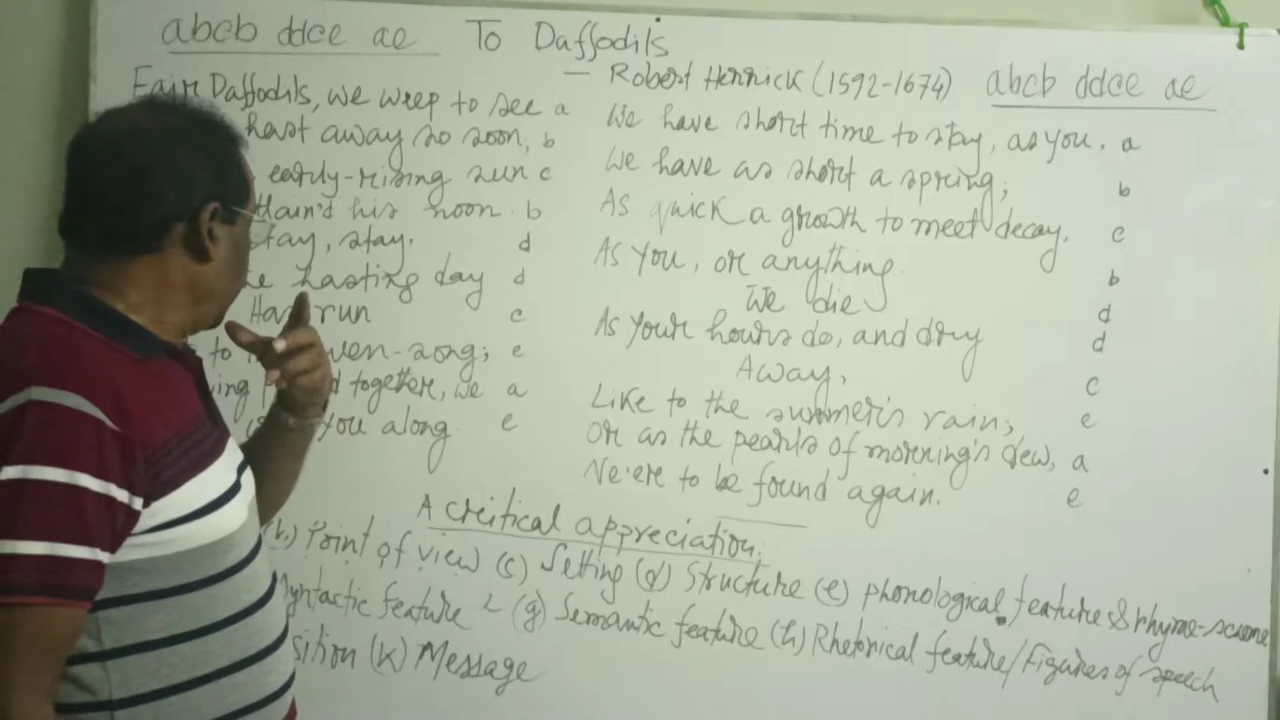 abcb ddce ae To Daffodils
— Robert Herrick (1592-1674) abcb ddce ae
Fair Daffodils, we weep to see a
hast away so soon, b
early-rising sun c
ttain'd his noon b
stay, stay. d
hasting day d
Has run c
to even-song; e
together, we a
you along e
We have short time to stay, as you, a
We have as short a spring; b
As quick a growth to meet decay. c
As you, or anything. b
We die d
As your hours do, and dry d
Away, c
Like to the summer's rain; e
Or as the pearls of morning's dew, a
Ne'ere to be found again. e
A critical appreciation.
(b.) Point of view (c) Setting (d) Structure (e) phonological feature & rhyme-sceme
Syntactic feature (g) Semantic feature (h) Rhetorical feature/Figures of speech
sition (k) Message